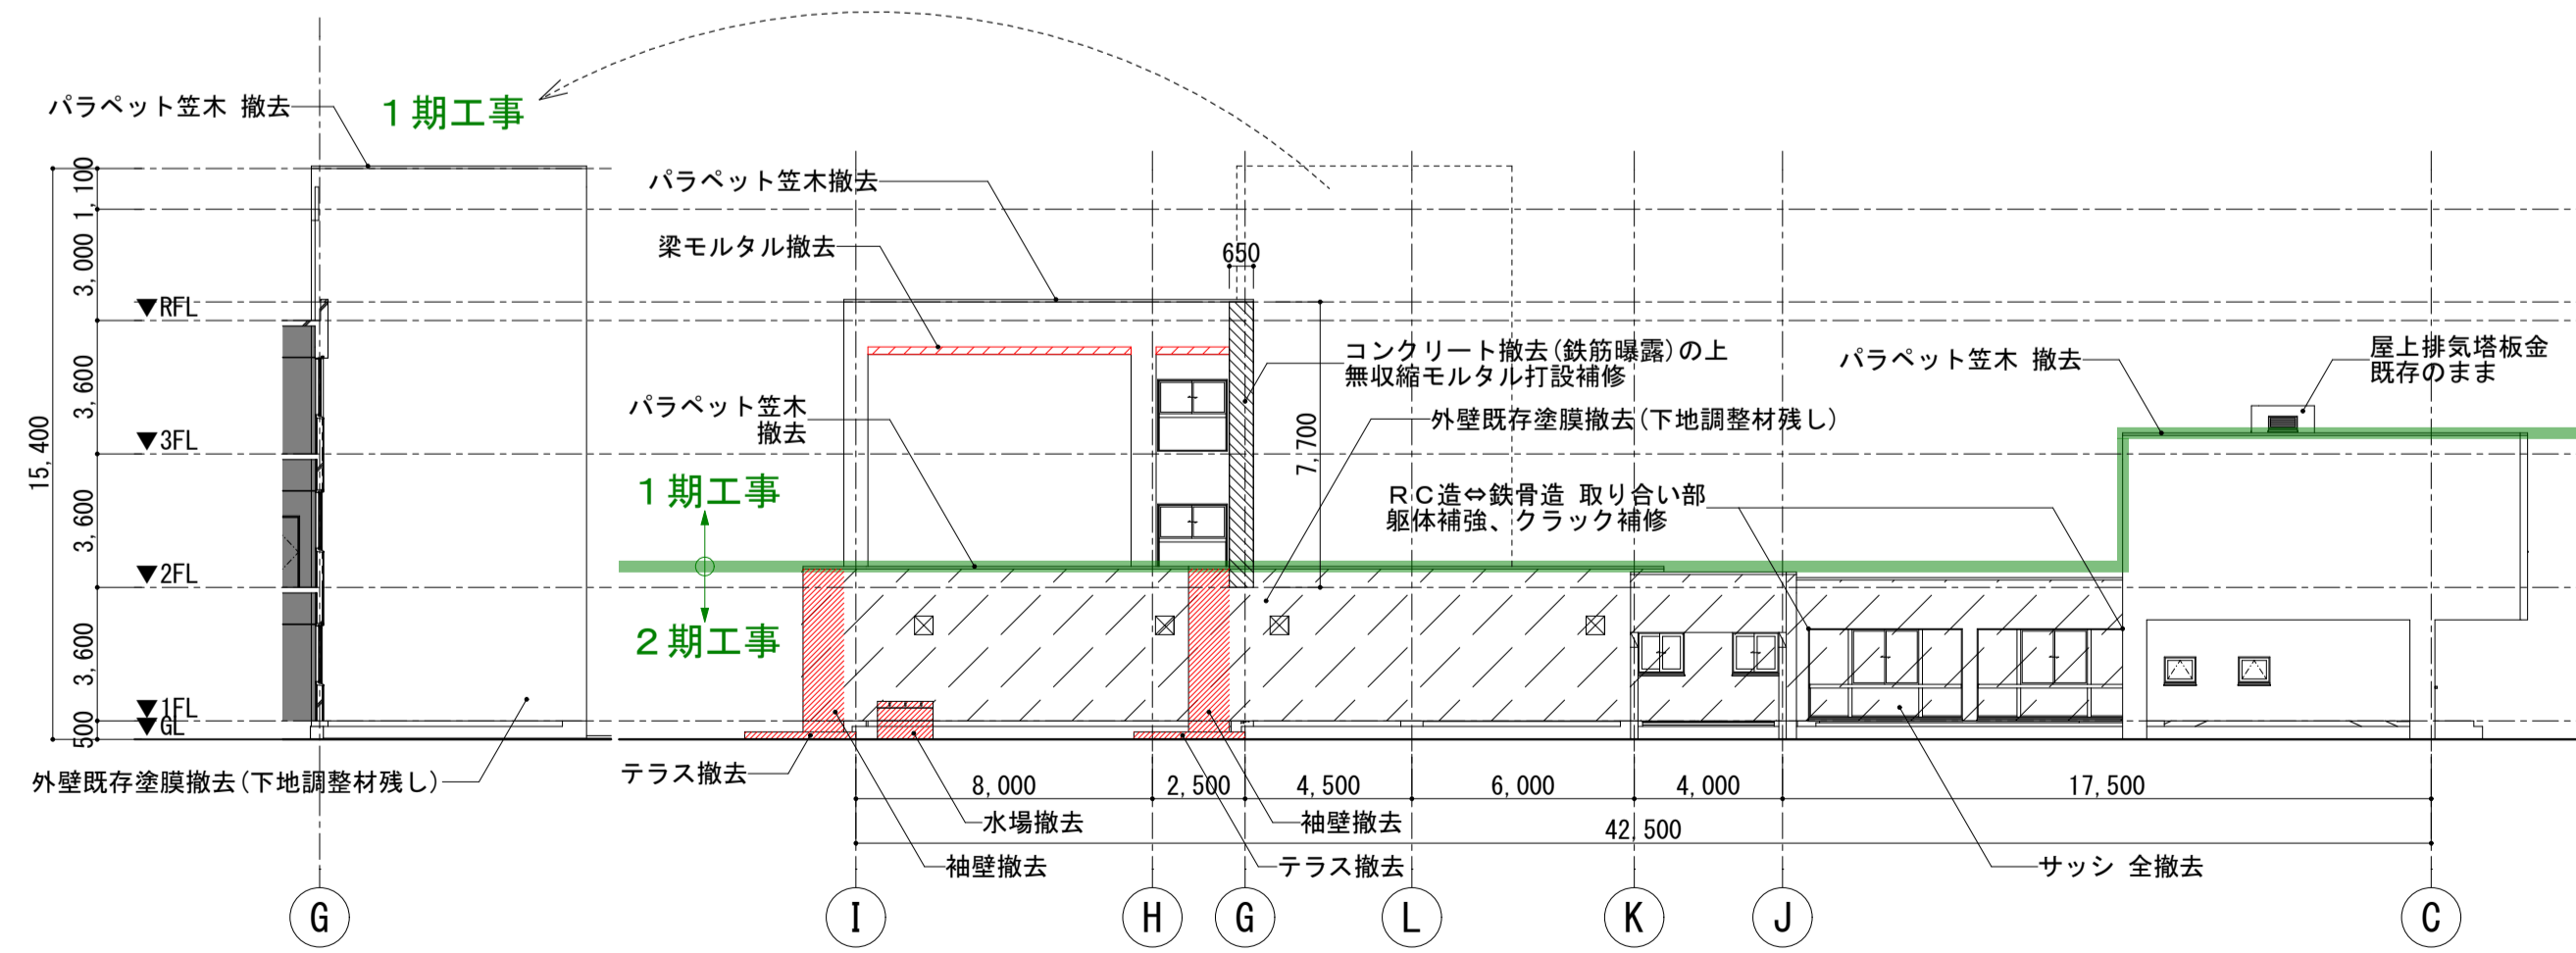 パラペット笠木 撤去
1期工事
パラペット笠木撤去
梁モルタル撤去
650
1,100
3,000
▼RFL
3,600
▼3FL
3,600
▼2FL
3,600
▼1FL
▼GL
500
15,400
コンクリート撤去(鉄筋曝露)の上
無収縮モルタル打設補修
パラペット笠木 撤去
屋上排気塔板金
既存のまま
パラペット笠木
撤去
外壁既存塗膜撤去(下地調整材残し)
7,700
1期工事
RC造⇔鉄骨造 取り合い部
躯体補強、クラック補修
2期工事
外壁既存塗膜撤去(下地調整材残し)
テラス撤去
8,000
2,500
4,500
6,000
4,000
17,500
水場撤去
袖壁撤去
42,500
袖壁撤去
テラス撤去
サッシ 全撤去
G
I
H
G
L
K
J
C